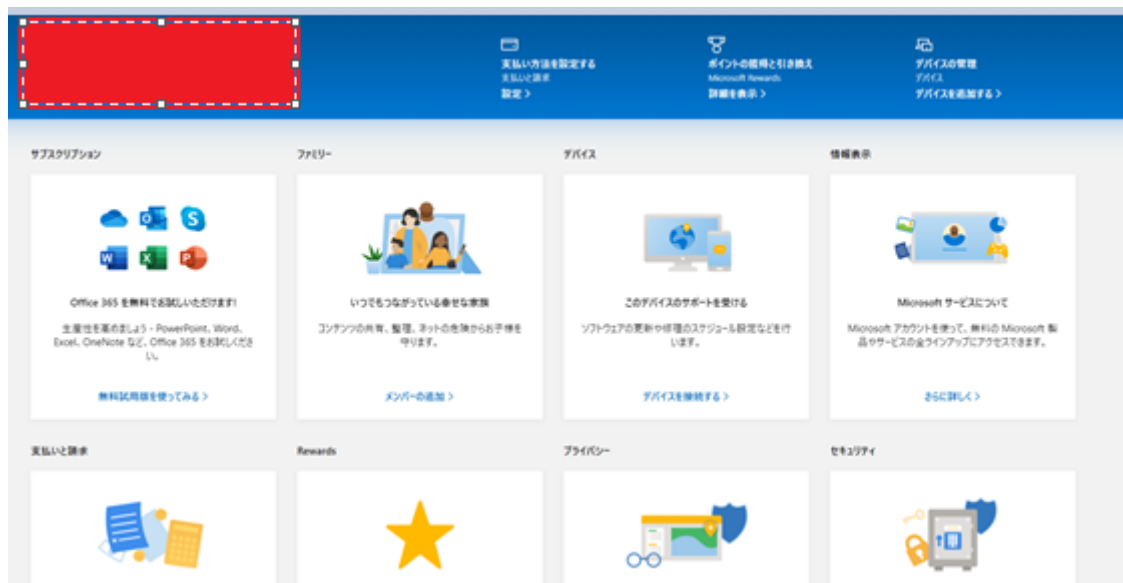 支払い方法を設定する
支払いと請求
設定 >
ポイントの獲得と引き換え
Microsoft Rewards
詳細を表示 >
デバイスの管理
デバイス
デバイスを追加する >
サブスクリプション
ファミリー
デバイス
情報表示
Office 365 を無料でお試しいただけます!
生産性を高めましょう - PowerPoint、Word、
Excel、OneNote など、Office 365 をお試しくださ
い。
無料試用版を使ってみる >
いつでもつながっている幸せな家族
コンテンツの共有、整理、ネットの危険からお子様を
守ります。
メンバーの追加 >
このデバイスのサポートを受ける
ソフトウェアの更新や修理のスケジュール設定などを行
います。
デバイスを接続する >
Microsoft サービスについて
Microsoft アカウントを使って、無料の Microsoft 製
品やサービスの全ラインアップにアクセスできます。
さらに詳しく >
支払いと請求
Rewards
プライバシー
セキュリティ